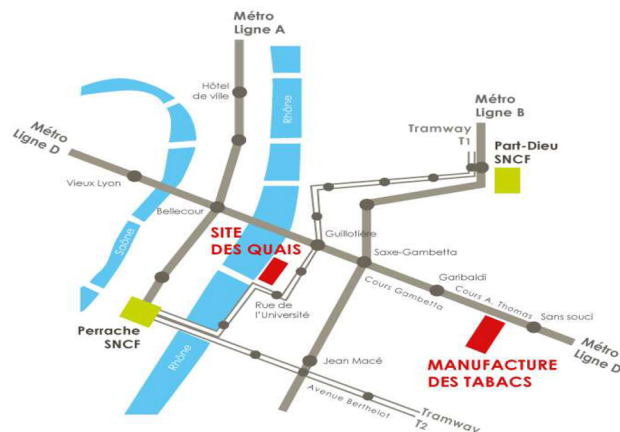 Métro
Ligne A
Hôtel
de ville
Rhône
Métro
Ligne B
Tramway
T1
Part-Dieu
SNCF
Métro
Ligne D
Vieux Lyon
Bellecour
Saône
SITE
DES QUAIS
Guillotière
Saxe-Gambetta
Garibaldi
Cours Gambetta
Cours A. Thomas
Sans souci
Rue de
l'Université
Perrache
SNCF
Rhône
Jean Macé
Avenue Berthelot
MANUFACTURE
DES TABACS
Métro
Ligne D
Tramway
T2